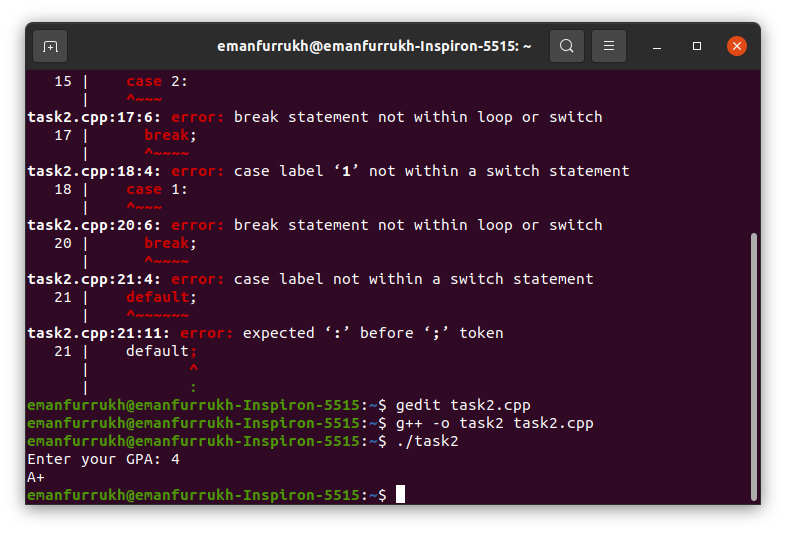 emanfurrukh@emanfurrukh-Inspiron-5515: ~
   15 |    case 2:
      |    ^~~~
task2.cpp:17:6: error: break statement not within loop or switch
   17 |      break;
      |      ^~~~~
task2.cpp:18:4: error: case label ‘1’ not within a switch statement
   18 |    case 1:
      |    ^~~~
task2.cpp:20:6: error: break statement not within loop or switch
   20 |      break;
      |      ^~~~~
task2.cpp:21:4: error: case label not within a switch statement
   21 |    default;
      |    ^~~~~~~
task2.cpp:21:11: error: expected ‘:’ before ‘;’ token
   21 |    default;
      |           ^
      |           :
emanfurrukh@emanfurrukh-Inspiron-5515:~$ gedit task2.cpp
emanfurrukh@emanfurrukh-Inspiron-5515:~$ g++ -o task2 task2.cpp
emanfurrukh@emanfurrukh-Inspiron-5515:~$ ./task2
Enter your GPA: 4
A+
emanfurrukh@emanfurrukh-Inspiron-5515:~$